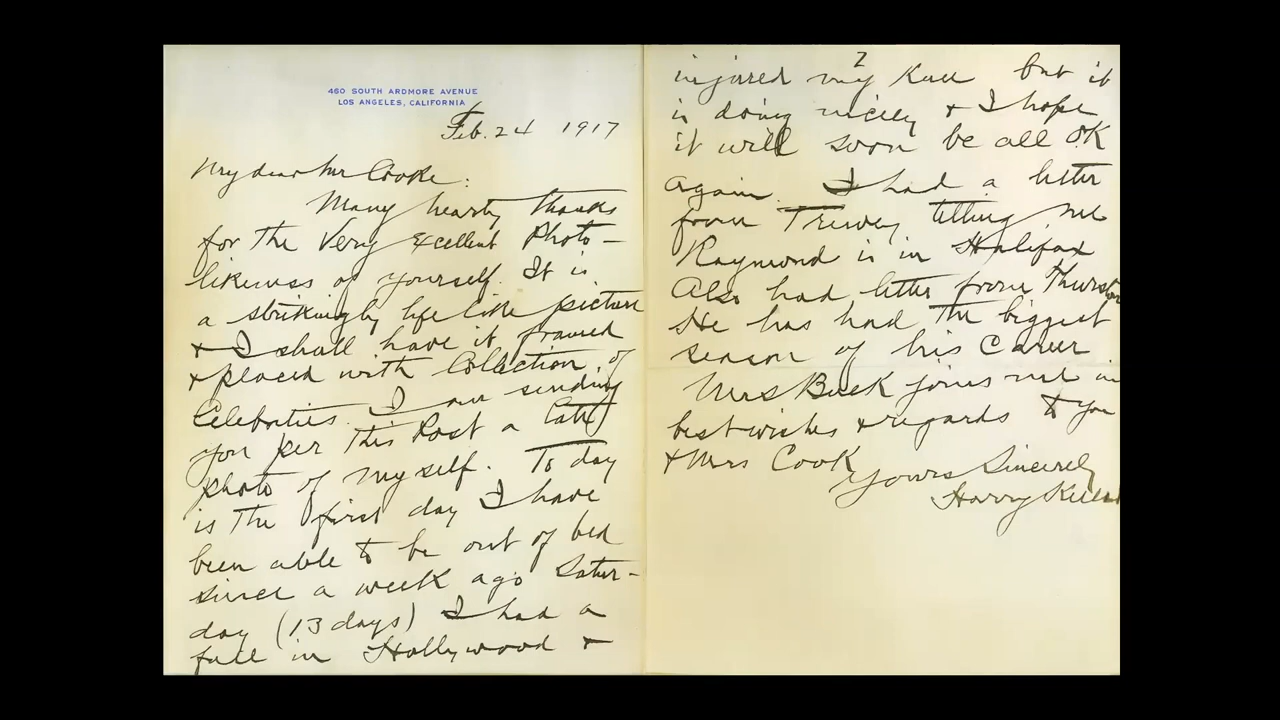 460 SOUTH ARDMORE AVENUE
LOS ANGELES, CALIFORNIA
Feb. 24 1917
My dear Mr Cooke:
Many hearty thanks
for the Very Excellent Photo-
likeness of yourself. It is
a strikingly life like picture
& I shall have it framed
& placed with Collection of
Celebrities. I am sending
you per this Post a late
photo of myself. To day
is the first day I have
been able to be out of bed
since a week ago Satur-
day (13 days) I had a
fall in Hollywood &
2
injured my Knee but it
is doing nicely & I hope
it will soon be all OK
again. I had a letter
from Trewey telling me
Raymond is in Halifax
Also had letter from Thurston
He has had the biggest
season of his Career
Mrs Buck joins me in
best wishes & regards to you
& Mrs Cook
Yours Sincerely
Harry